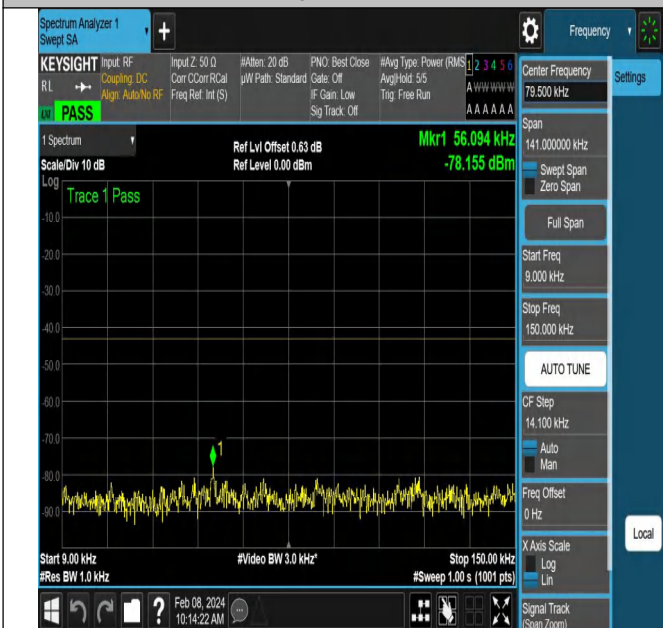 Spectrum Analyzer 1
Swept SA
+
Frequency
KEYSIGHT
RL
PASS
Input: RF
Coupling: DC
Align: Auto/No RF
Input Z: 50 Ω
Corr CCorr RCal
Freq Ref: Int (S)
#Atten: 20 dB
µW Path: Standard
PNO: Best Close
Gate: Off
IF Gain: Low
Sig Track: Off
#Avg Type: Power (RMS
Avg|Hold: 5/5
Trig: Free Run
1 2 3 4 5 6
A W W W W W
A A A A A A
1 Spectrum
Scale/Div 10 dB
Ref Lvl Offset 0.63 dB
Ref Level 0.00 dBm
Mkr1 56.094 kHz
-78.155 dBm
Log
Trace 1 Pass
-10.0
-20.0
-30.0
-40.0
-50.0
-60.0
-70.0
-80.0
-90.0
1
Start 9.00 kHz
#Res BW 1.0 kHz
#Video BW 3.0 kHz*
Stop 150.00 kHz
#Sweep 1.00 s (1001 pts)
?
Feb 08, 2024
10:14:22 AM
Center Frequency
79.500 kHz
Settings
Span
141.000000 kHz
Swept Span
Zero Span
Full Span
Start Freq
9.000 kHz
Stop Freq
150.000 kHz
AUTO TUNE
CF Step
14.100 kHz
Auto
Man
Freq Offset
0 Hz
X Axis Scale
Log
Lin
Local
Signal Track
(Span Zoom)